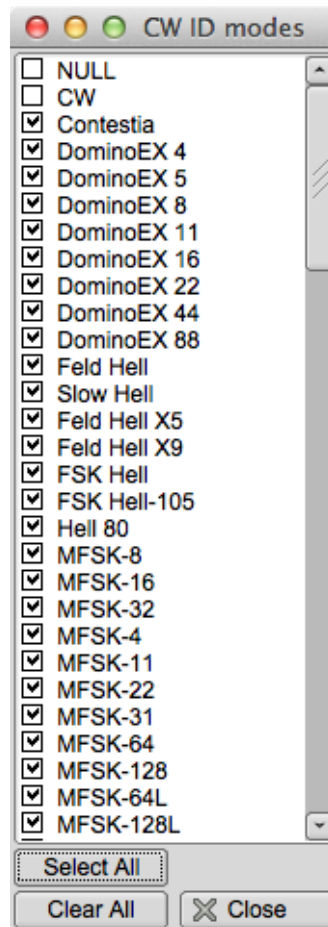 CW ID modes
NULL
CW
Contestia
DominoEX 4
DominoEX 5
DominoEX 8
DominoEX 11
DominoEX 16
DominoEX 22
DominoEX 44
DominoEX 88
Feld Hell
Slow Hell
Feld Hell X5
Feld Hell X9
FSK Hell
FSK Hell-105
Hell 80
MFSK-8
MFSK-16
MFSK-32
MFSK-4
MFSK-11
MFSK-22
MFSK-31
MFSK-64
MFSK-128
MFSK-64L
MFSK-128L
Select All
Clear All Close